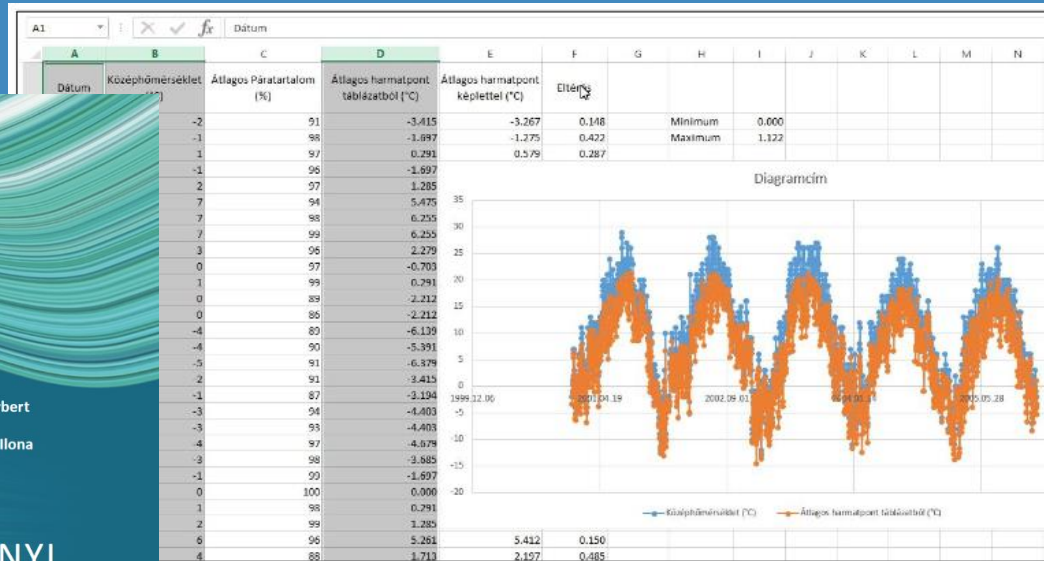 A1 fx Dátum
A B C D E F G H I J K L M N
Dátum Középhőmérséklet (°C) Átlagos Páratartalom (%) Átlagos harmatpont táblázatból (°C) Átlagos harmatpont képlettel (°C) Eltérés
-2 91 -3.415 -3.267 0.148 Minimum 0.000
-1 98 -1.697 -1.275 0.422 Maximum 1.122
1 97 0.291 0.579 0.287
-1 96 -1.697
2 97 1.285
7 94 5.475
7 98 6.255
7 99 6.255
3 96 2.279
0 97 -0.703
1 99 0.291
0 89 -2.212
0 86 -2.212
-4 89 -6.139
-4 90 -5.391
-5 91 -6.379
-2 91 -3.415
-1 87 -3.194
-3 94 -4.403
-3 93 -4.403
-4 97 -4.679
-3 98 -3.685
-1 99 -1.697
0 100 0.000
1 98 0.291
2 99 1.285
6 96 5.261 5.412 0.150
4 88 1.713 2.197 0.485
Diagramcím
35
30
25
20
15
10
5
0
-5
-10
-15
-20
1999.12.06 2001.04.19 2002.09.01 2004.01.14 2005.05.28
Középhőmérséklet (°C) Átlagos harmatpont táblázatból (°C)
bert
Ilona
NYI